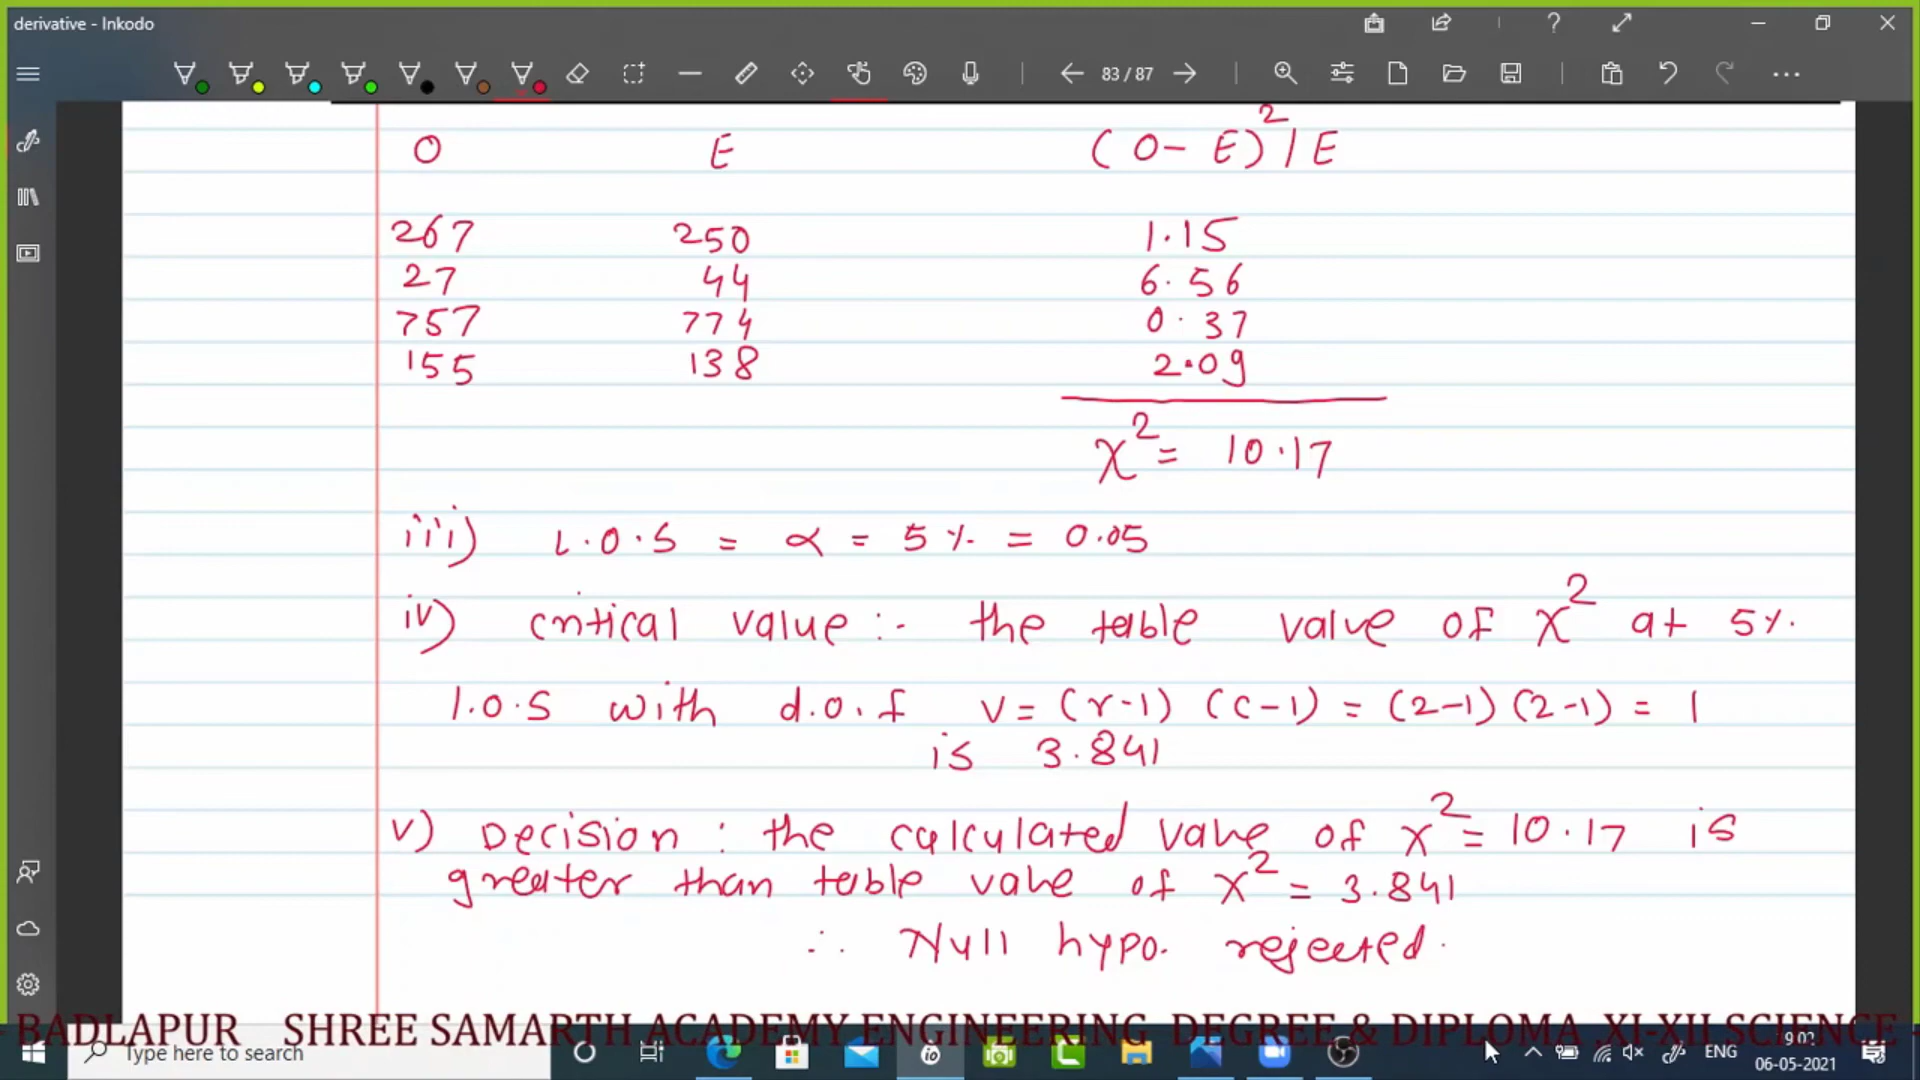 derivative - Inkodo
83 / 87
O E (O- E)²/E
267 250 1.15
27 44 6.56
757 774 0.37
155 138 2.09
χ² = 10.17
iii) L.O.S = α = 5% = 0.05
iv) critical value :- the table value of χ² at 5%.
l.o.s with d.o.f v = (r-1) (c-1) = (2-1) (2-1) = 1
is 3.841
v) Decision : the calculated value of χ² = 10.17 is
greater than table value of χ² = 3.841
∴ Null hypo. rejected.
BADLAPUR SHREE SAMARTH ACADEMY ENGINEERING DEGREE & DIPLOMA ,XI-XII SCIENCE -
Type here to search
ENG
9:02
06-05-2021